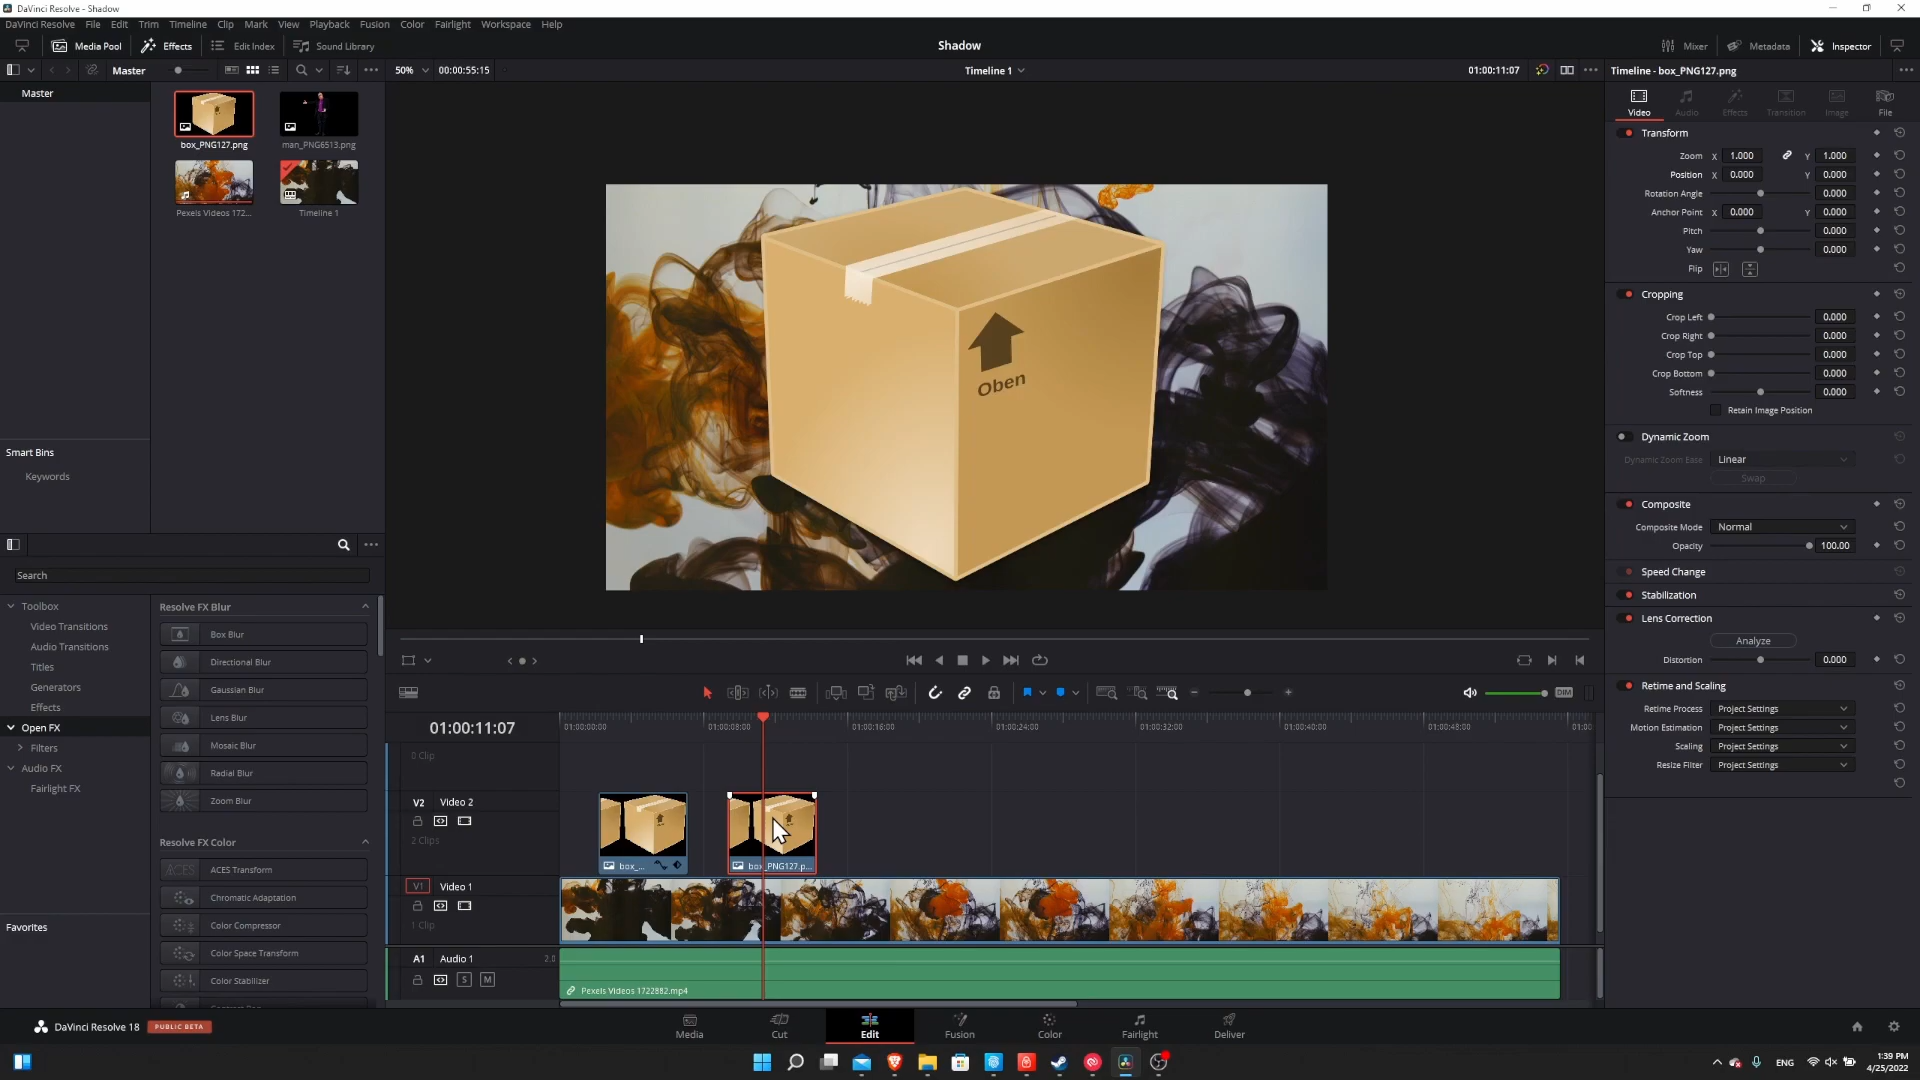 DaVinci Resolve - Shadow
DaVinci Resolve File Edit Trim Timeline Clip Mark View Playback Fusion Color Fairlight Workspace Help
Media Pool Effects Edit Index Sound Library Shadow Mixer Metadata Inspector
Master 50% 00:00:55:15 Timeline 1 01:00:11:07 Timeline - box_PNG127.png
Master
box_PNG127.png man_PNG6513.png
Pexels Videos 172... Timeline 1
Video Audio Effects Transition Image File
Transform
Zoom X 1.000 Y 1.000
Position X 0.000 Y 0.000
Rotation Angle 0.000
Anchor Point X 0.000 Y 0.000
Pitch 0.000
Yaw 0.000
Flip
Cropping
Crop Left 0.000
Crop Right 0.000
Crop Top 0.000
Crop Bottom 0.000
Softness 0.000
Retain Image Position
Dynamic Zoom
Dynamic Zoom Ease Linear
Swap
Composite
Composite Mode Normal
Opacity 100.00
Speed Change
Stabilization
Lens Correction
Analyze
Distortion 0.000
Retime and Scaling
Retime Process Project Settings
Motion Estimation Project Settings
Scaling Project Settings
Resize Filter Project Settings
Oben
Smart Bins
Keywords
Search
Toolbox
Video Transitions
Audio Transitions
Titles
Generators
Effects
Open FX
Filters
Audio FX
Fairlight FX
Favorites
Resolve FX Blur
Box Blur
Directional Blur
Gaussian Blur
Lens Blur
Mosaic Blur
Radial Blur
Zoom Blur
Resolve FX Color
ACES ACES Transform
Chromatic Adaptation
Color Compressor
Color Space Transform
Color Stabilizer
DIM
01:00:11:07 01:00:00:00 01:00:08:00 01:00:16:00 01:00:24:00 01:00:32:00 01:00:40:00 01:00:48:00 01:00
0 Clip
V2 Video 2
2 Clips
box_... box_PNG127.p...
V1 Video 1
1 Clip
A1 Audio 1 2.0
S M
Pexels Videos 1722882.mp4
DaVinci Resolve 18 PUBLIC BETA
Media Cut Edit Fusion Color Fairlight Deliver
ENG
1:39 PM
4/25/2022